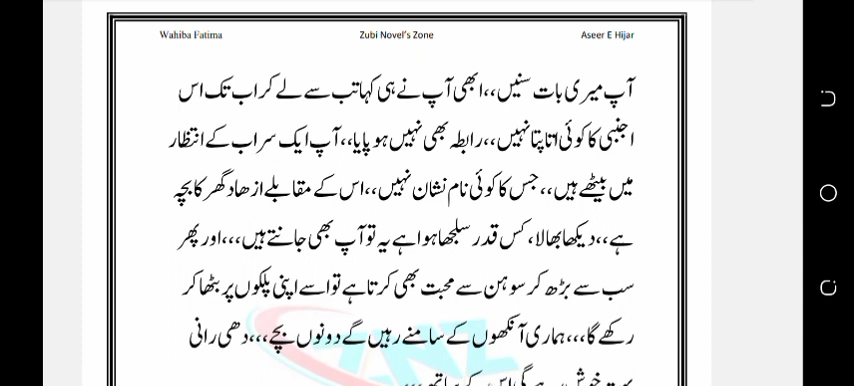 Wahiba Fatima Zubi Novel's Zone Aseer E Hijar
آپ میری بات سنیں،،ابھی آپ نے ہی کہا تب سے لے کر اب تک اس
اجنبی کا کوئی اتا پتا نہیں،،رابطہ بھی نہیں ہو پایا،،آپ ایک سراب کے انتظار
میں بیٹھے ہیں،،جس کا کوئی نام نشان نہیں،،اس کے مقابلے ازھاد گھر کا بچہ
ہے،،دیکھا بھالا، کس قدر سلجھا ہوا ہے یہ تو آپ بھی جانتے ہیں،،،اور پھر
سب سے بڑھ کر سوہن سے محبت بھی کرتا ہے تو اسے اپنی پلکوں پر بٹھا کر
رکھے گا،،،ہماری آنکھوں کے سامنے رہیں گے دونوں بچے،،،دھی رانی